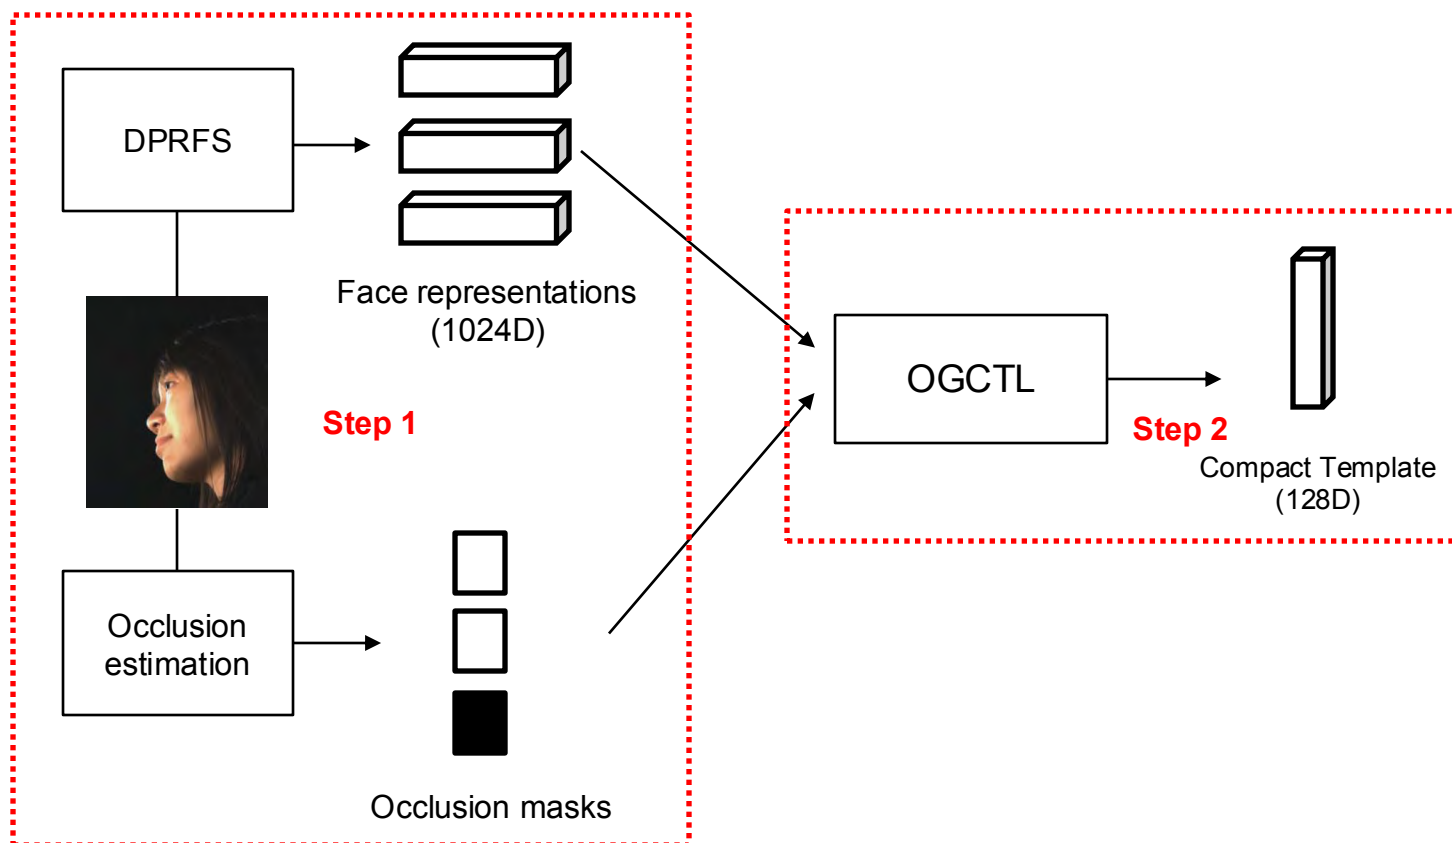 DPRFS
Face representations
(1024D)
Step 1
Occlusion
estimation
Occlusion masks
OGCTL
Step 2
Compact Template
(128D)